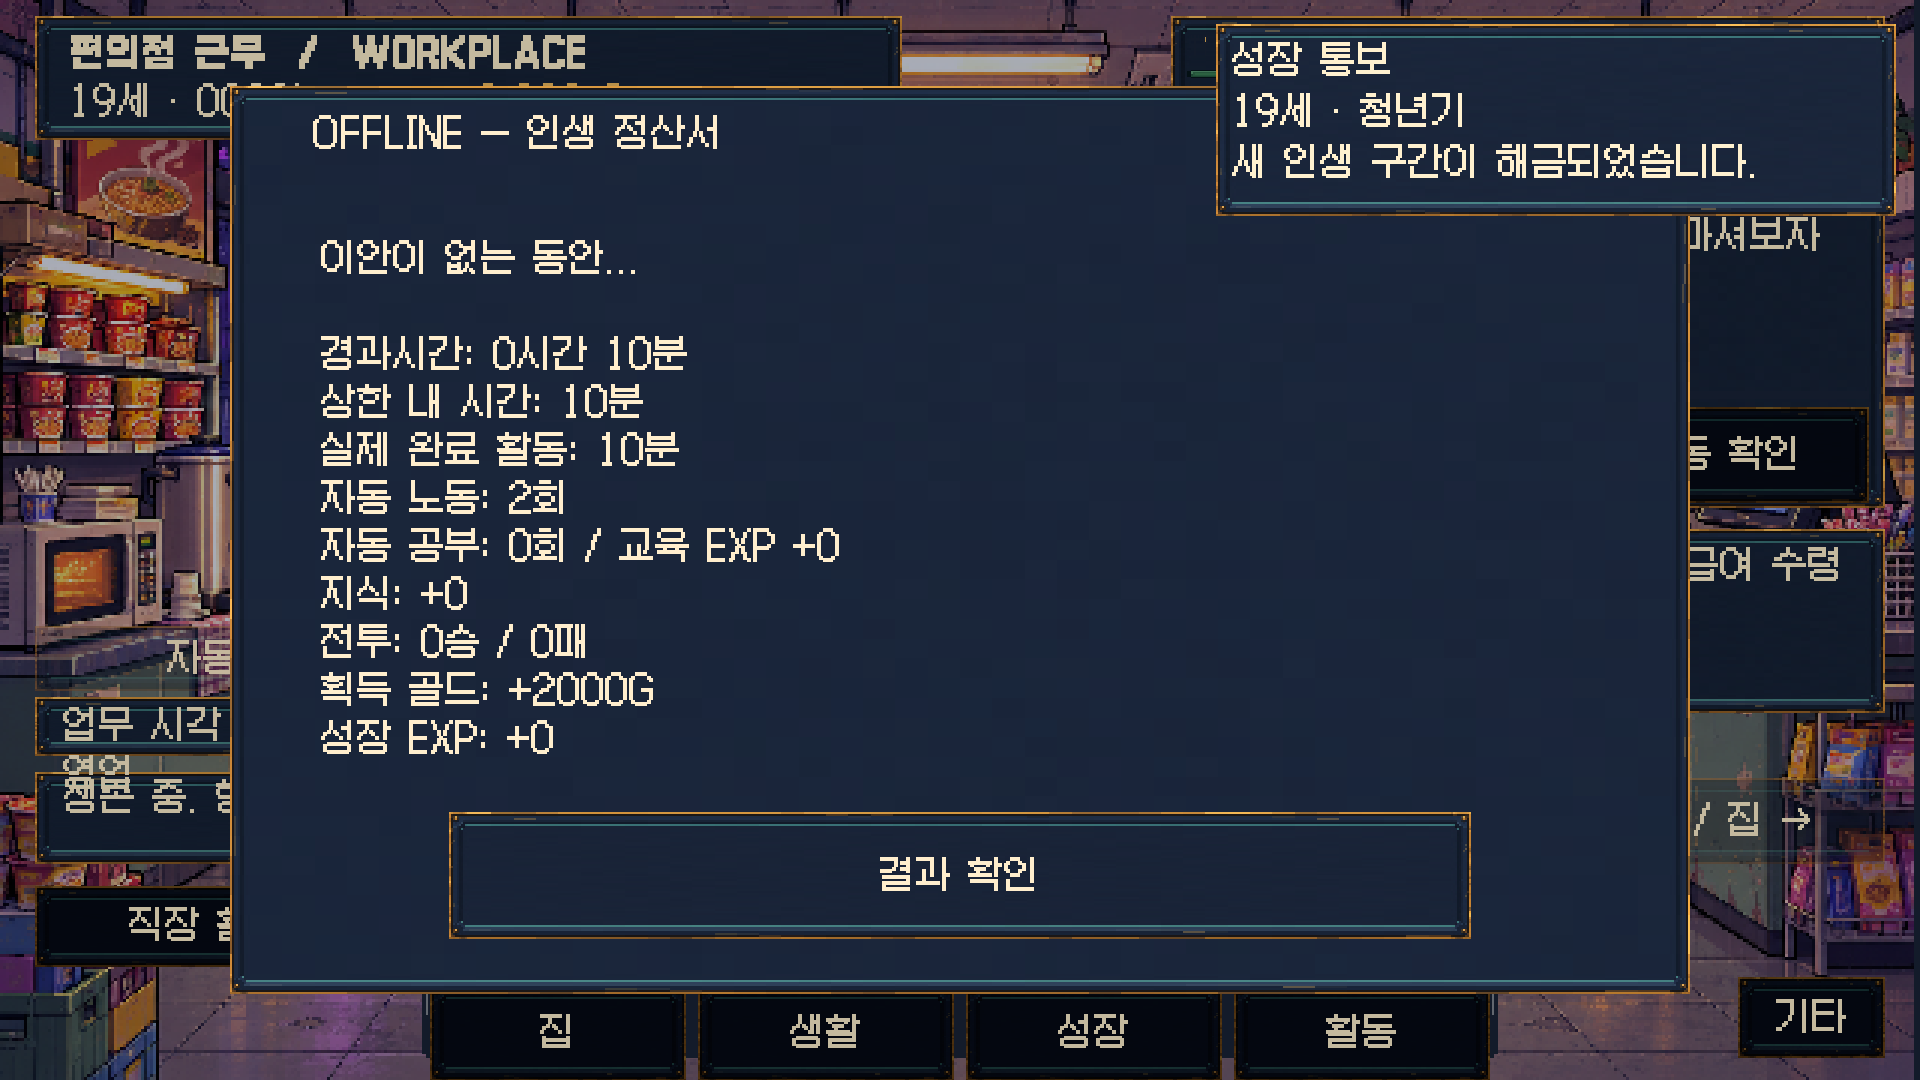 편의점 근무 / WORKPLACE
19세 ·
성장 통보
19세 · 청년기
새 인생 구간이 해금되었습니다.
OFFLINE – 인생 정산서
이안이 없는 동안...
경과시간: 0시간 10분
상한 내 시간: 10분
실제 완료 활동: 10분
자동 노동: 2회
자동 공부: 0회 / 교육 EXP +0
지식: +0
전투: 0승 / 0패
획득 골드: +2000G
성장 EXP: +0
결과 확인
마셔보자
확인
급여 수령
/ 집 →
자동
업무 시각
중.
직장
집
생활
성장
활동
기타